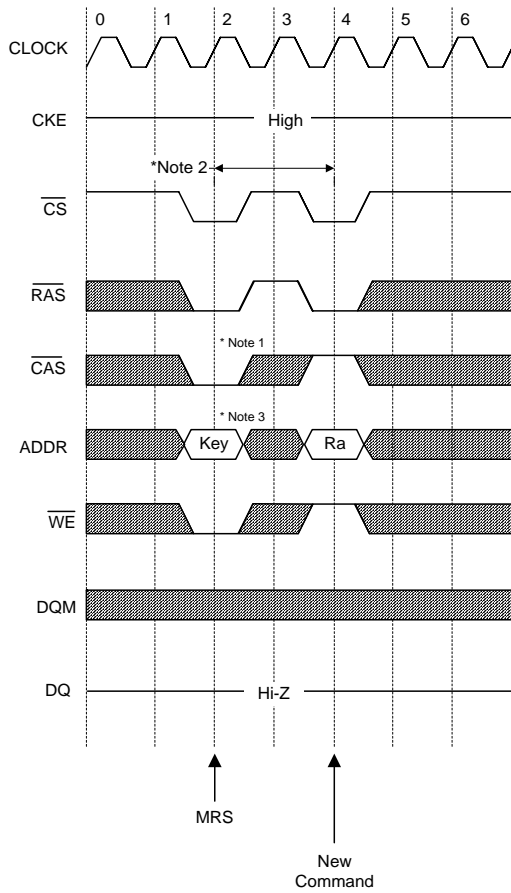 0 1 2 3 4 5 6
CLOCK
CKE
High
*Note 2
CS
RAS
* Note 1
CAS
* Note 3
ADDR
Key
Ra
WE
DQM
DQ
Hi-Z
MRS
New
Command